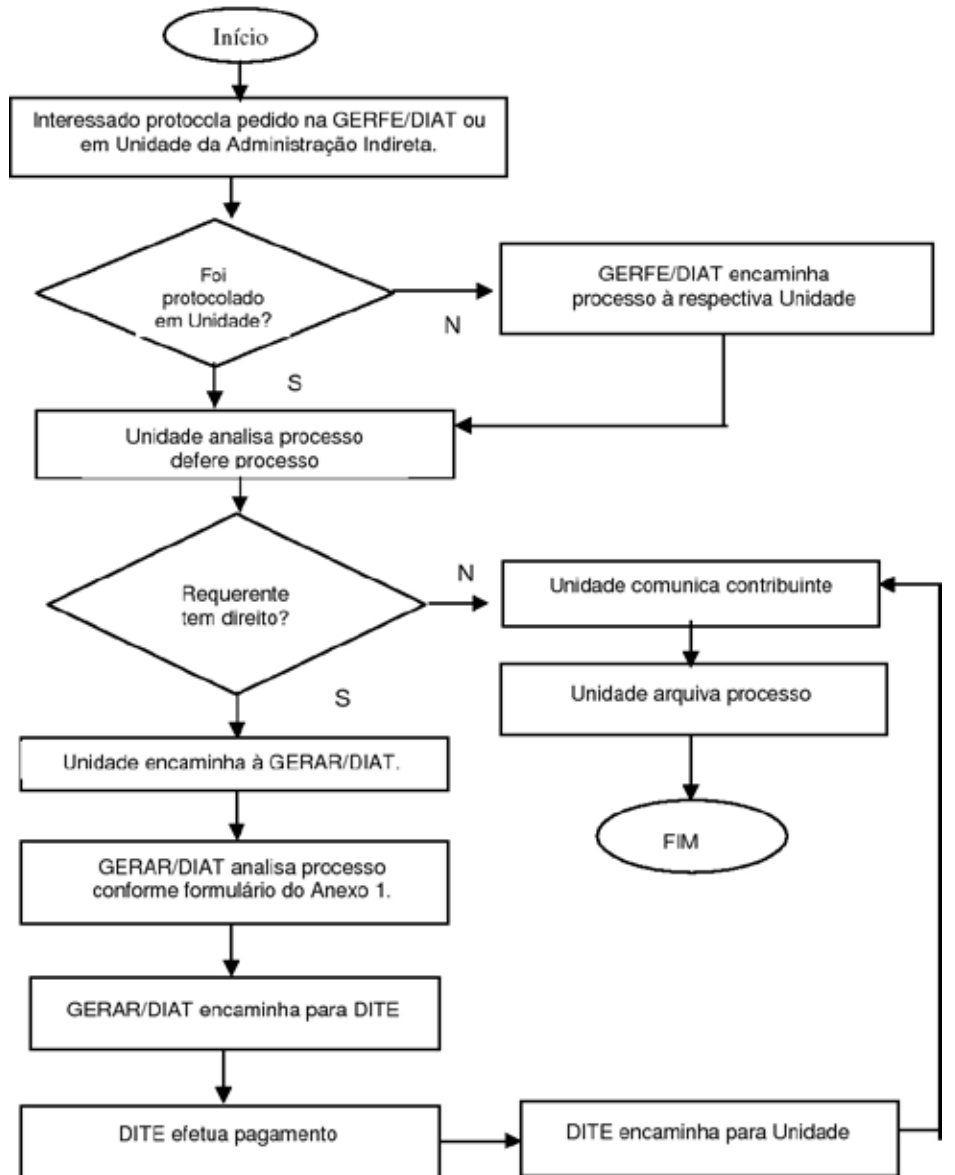 Início
Interessado protocola pedido na GERFE/DIAT ou
em Unidade da Administração Indireta.
Foi
protocolado
em Unidade?
N
GERFE/DIAT encaminha
processo à respectiva Unidade
S
Unidade analisa processo
defere processo
Requerente
tem direito?
N
Unidade comunica contribuinte
S
Unidade arquiva processo
Unidade encaminha à GERAR/DIAT.
FIM
GERAR/DIAT analisa processo
conforme formulário do Anexo 1.
GERAR/DIAT encaminha para DITE
DITE efetua pagamento
DITE encaminha para Unidade